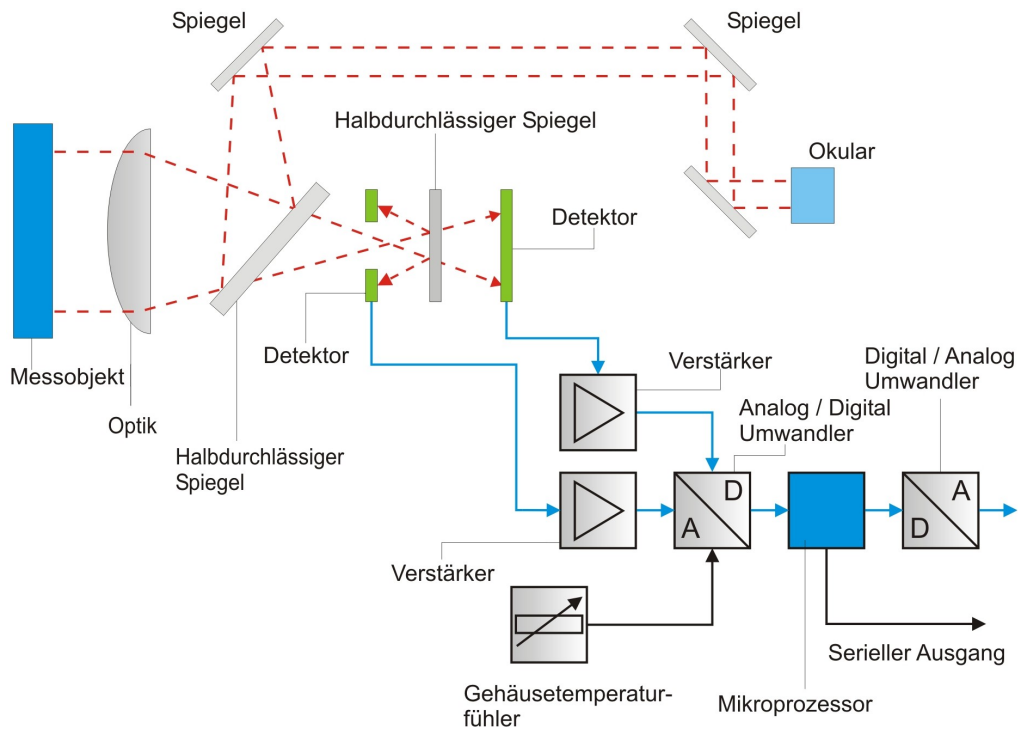 Spiegel
Spiegel
Halbdurchlässiger Spiegel
Okular
Detektor
Detektor
Messobjekt
Optik
Halbdurchlässiger
Spiegel
Verstärker
Digital / Analog
Umwandler
Analog / Digital
Umwandler
D
A
A
D
Verstärker
Serieller Ausgang
Gehäusetemperatur-
fühler
Mikroprozessor